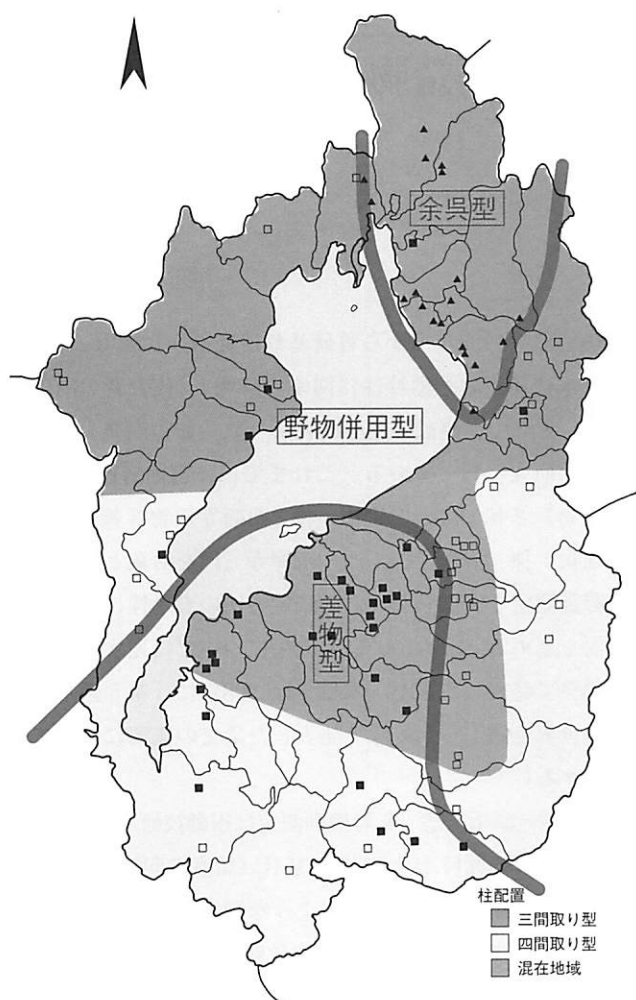 余呉型
野物併用型
差物型
柱配置
三間取り型
四間取り型
混在地域